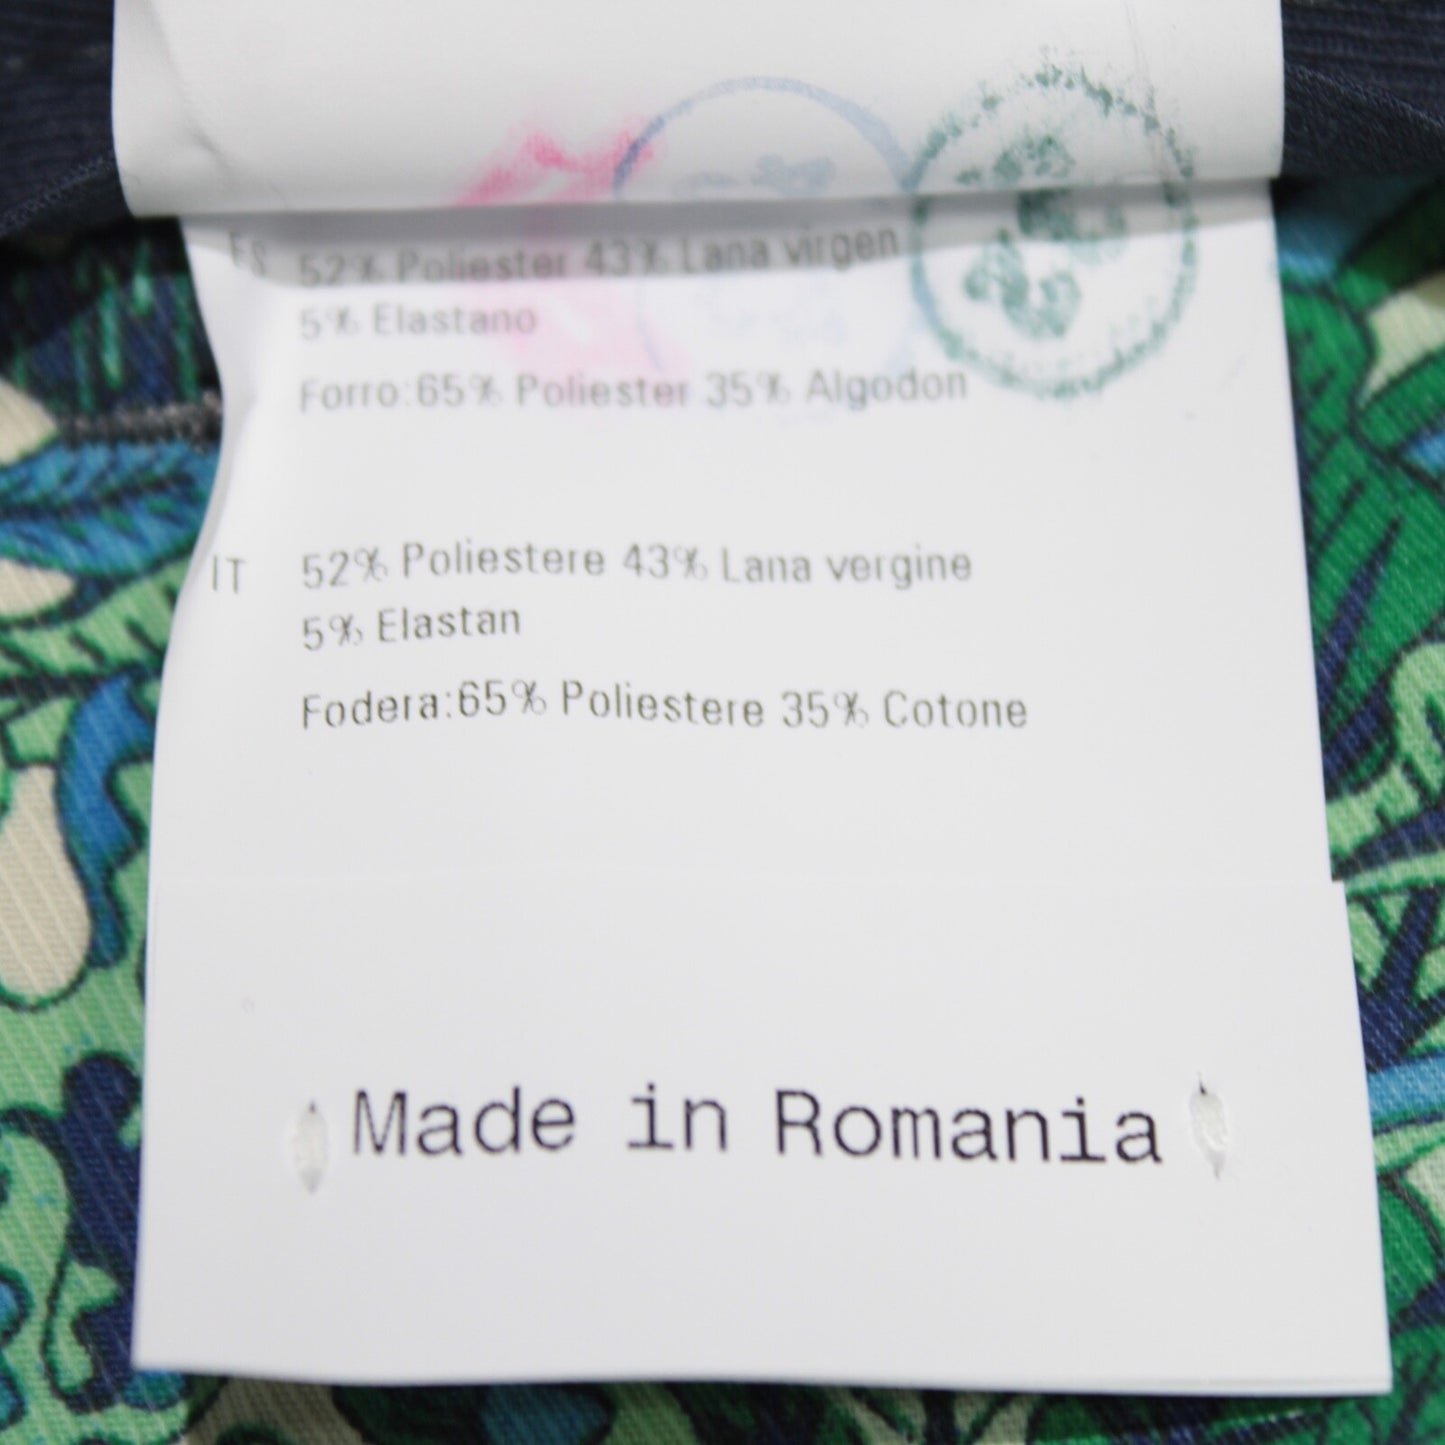 ES 52% Poliester 43% Lana virgen
5% Elastano
Forro:65% Poliester 35% Algodon
IT 52% Poliestere 43% Lana vergine
5% Elastan
Fodera:65% Poliestere 35% Cotone
Made in Romania